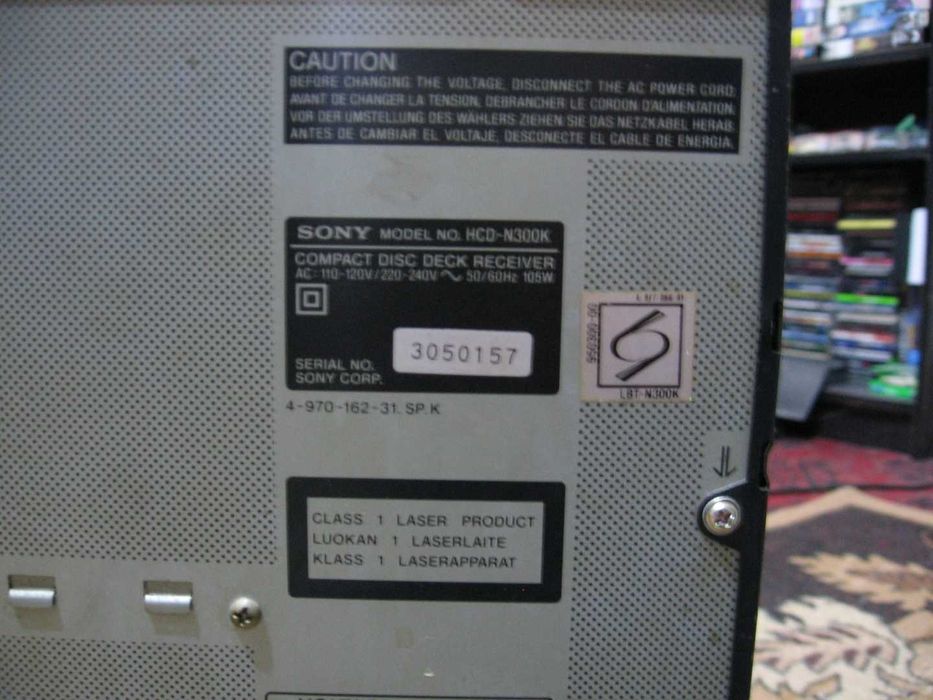 CAUTION
BEFORE CHANGING THE VOLTAGE, DISCONNECT THE AC POWER CORD.
AVANT DE CHANGER LA TENSION, DEBRANCHER LE CORDON D'ALIMENTATION.
VOR DER UMSTELLUNG DES WÄHLERS ZIEHEN SIE DAS NETZKABEL HERAB.
ANTES DE CAMBIAR EL VOLTAJE, DESCONECTE EL CABLE DE ENERGIA.
SONY MODEL NO. HCD-N300K
COMPACT DISC DECK RECEIVER
AC: 110-120V/220-240V ~ 50/60Hz 105W
SERIAL NO. 3050157
SONY CORP.
4-970-162-31. SP. K
950300-00
LBT-N300K
CLASS 1 LASER PRODUCT
LUOKAN 1 LASERLAITE
KLASS 1 LASERAPPARAT